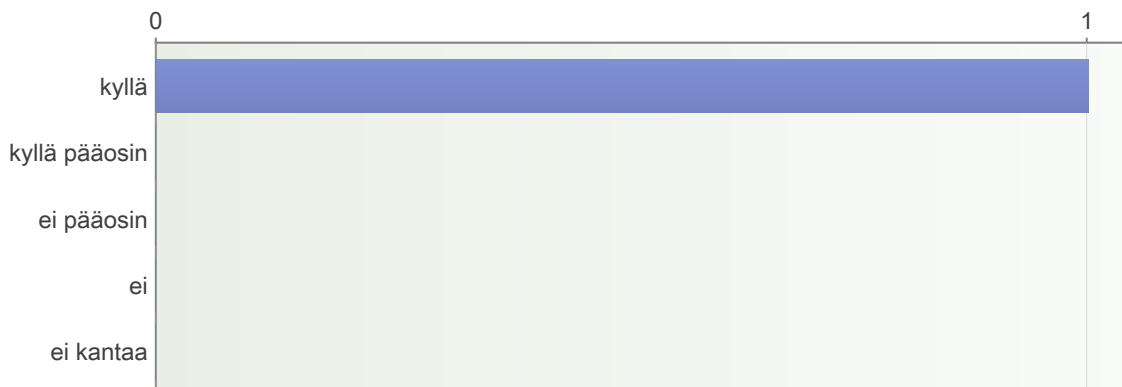 0 1
kyllä
kyllä pääosin
ei pääosin
ei
ei kantaa